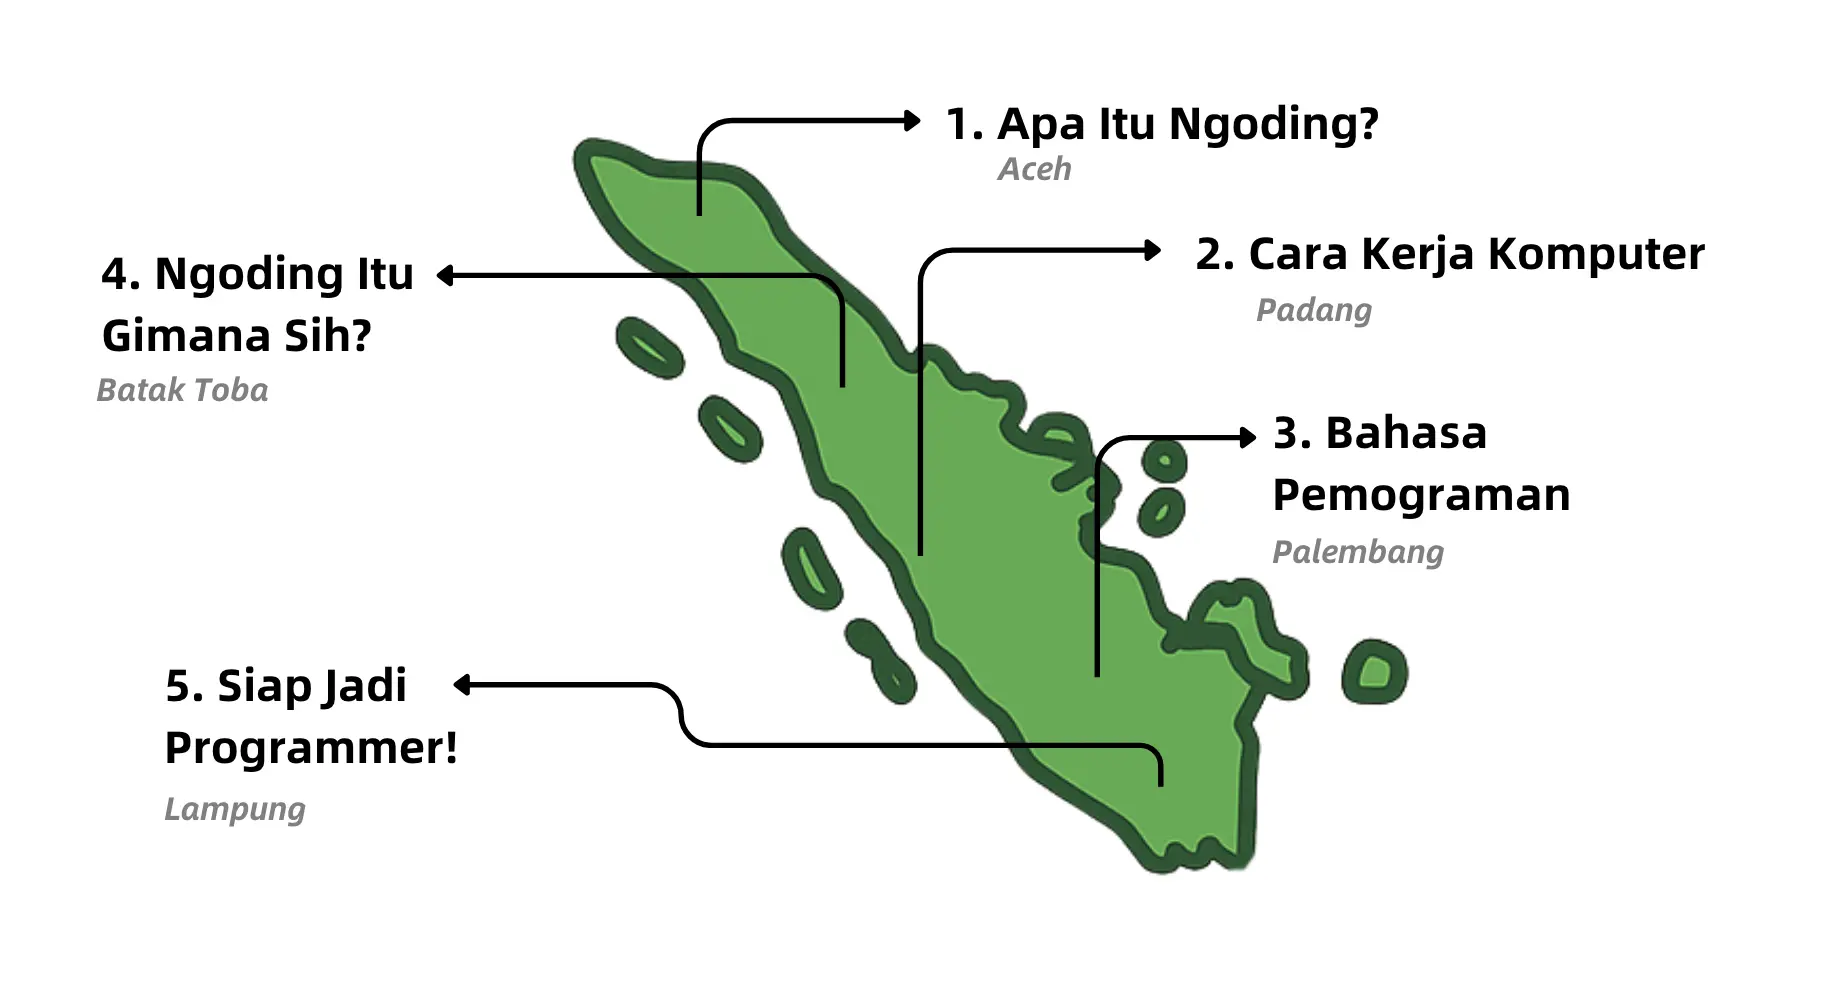 1. Apa Itu Ngoding?
Aceh
2. Cara Kerja Komputer
Padang
3. Bahasa
Pemograman
Palembang
4. Ngoding Itu
Gimana Sih?
Batak Toba
5. Siap Jadi
Programmer!
Lampung